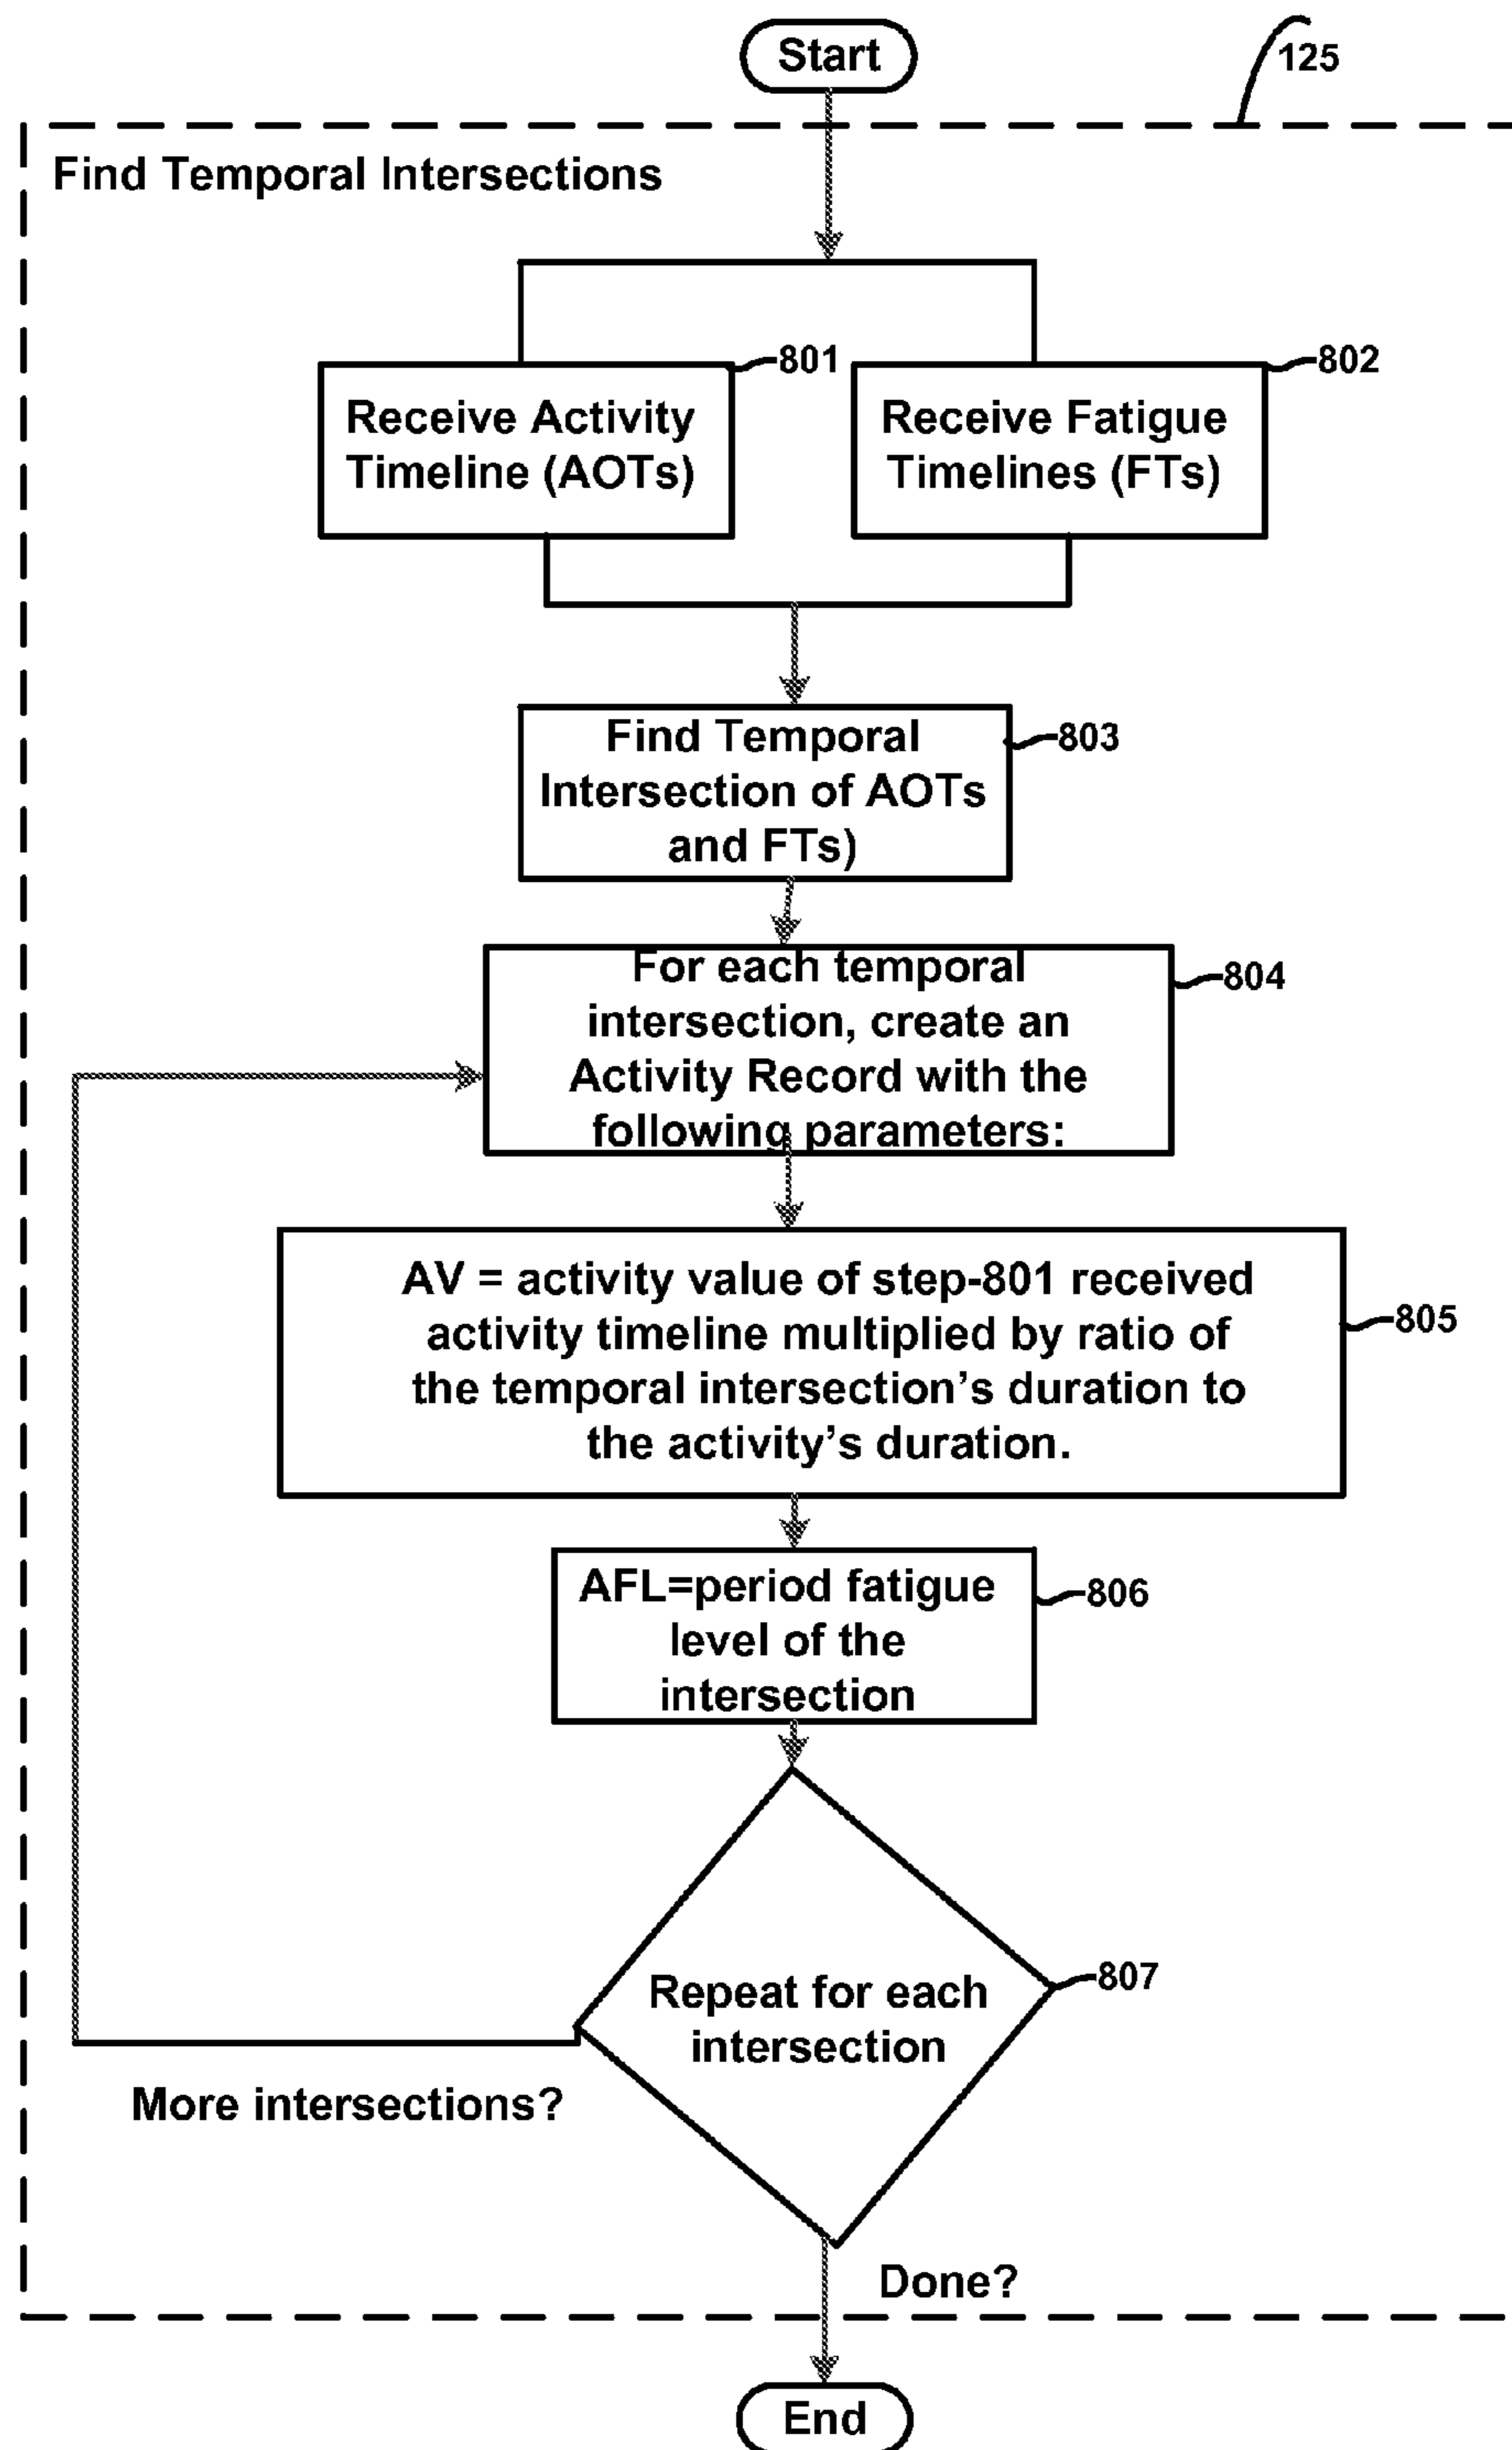 Start
125
Find Temporal Intersections
801
Receive Activity
Timeline (AOTs)
802
Receive Fatigue
Timelines (FTs)
803
Find Temporal
Intersection of AOTs
and FTs)
804
For each temporal
intersection, create an
Activity Record with the
following parameters:
AV = activity value of step-801 received
activity timeline multiplied by ratio of
the temporal intersection’s duration to
the activity’s duration.
805
AFL=period fatigue
level of the
intersection
806
Repeat for each
intersection
807
More intersections?
Done?
End